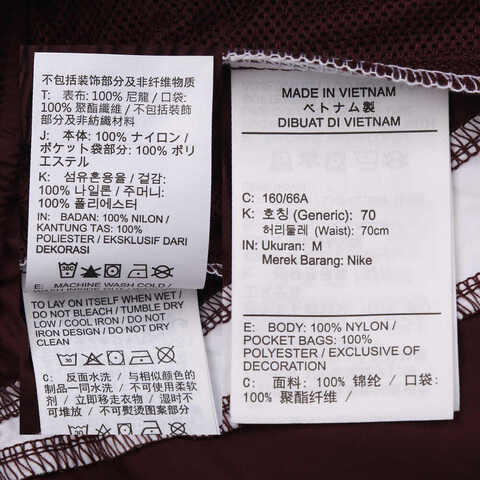 不包括装饰部分及非纤维物质
T: 表布: 100% 尼龍 / 口袋:
100% 聚酯纖維 / 不包括裝飾
部分及非紡織材料
J: 本体: 100% ナイロン /
ポケット袋部分: 100% ポリ
エステル
K: 섬유혼용율 / 겉감:
100% 나일론 / 주머니:
100% 폴리에스터
IN: BADAN: 100% NILON /
KANTUNG TAS: 100%
POLIESTER / EKSKLUSIF DARI
DEKORASI
E: MACHINE WASH COLD /
TO LAY ON ITSELF WHEN WET /
DO NOT BLEACH / TUMBLE DRY
LOW / COOL IRON / DO NOT
IRON DESIGN / DO NOT DRY
CLEAN
C: 反面水洗 / 与相似颜色的
制品一同水洗 / 不可使用柔软
剂 / 立即移走衣物、湿时不
可堆放 / 不可熨烫图案部分
MADE IN VIETNAM
ベトナム製
DIBUAT DI VIETNAM
C: 160/66A
K: 호칭 (Generic): 70
허리둘레 (Waist): 70cm
IN: Ukuran: M
Merek Barang: Nike
E: BODY: 100% NYLON /
POCKET BAGS: 100%
POLYESTER / EXCLUSIVE OF
DECORATION
C: 面料: 100% 锦纶 / 口袋:
100% 聚酯纤维 /